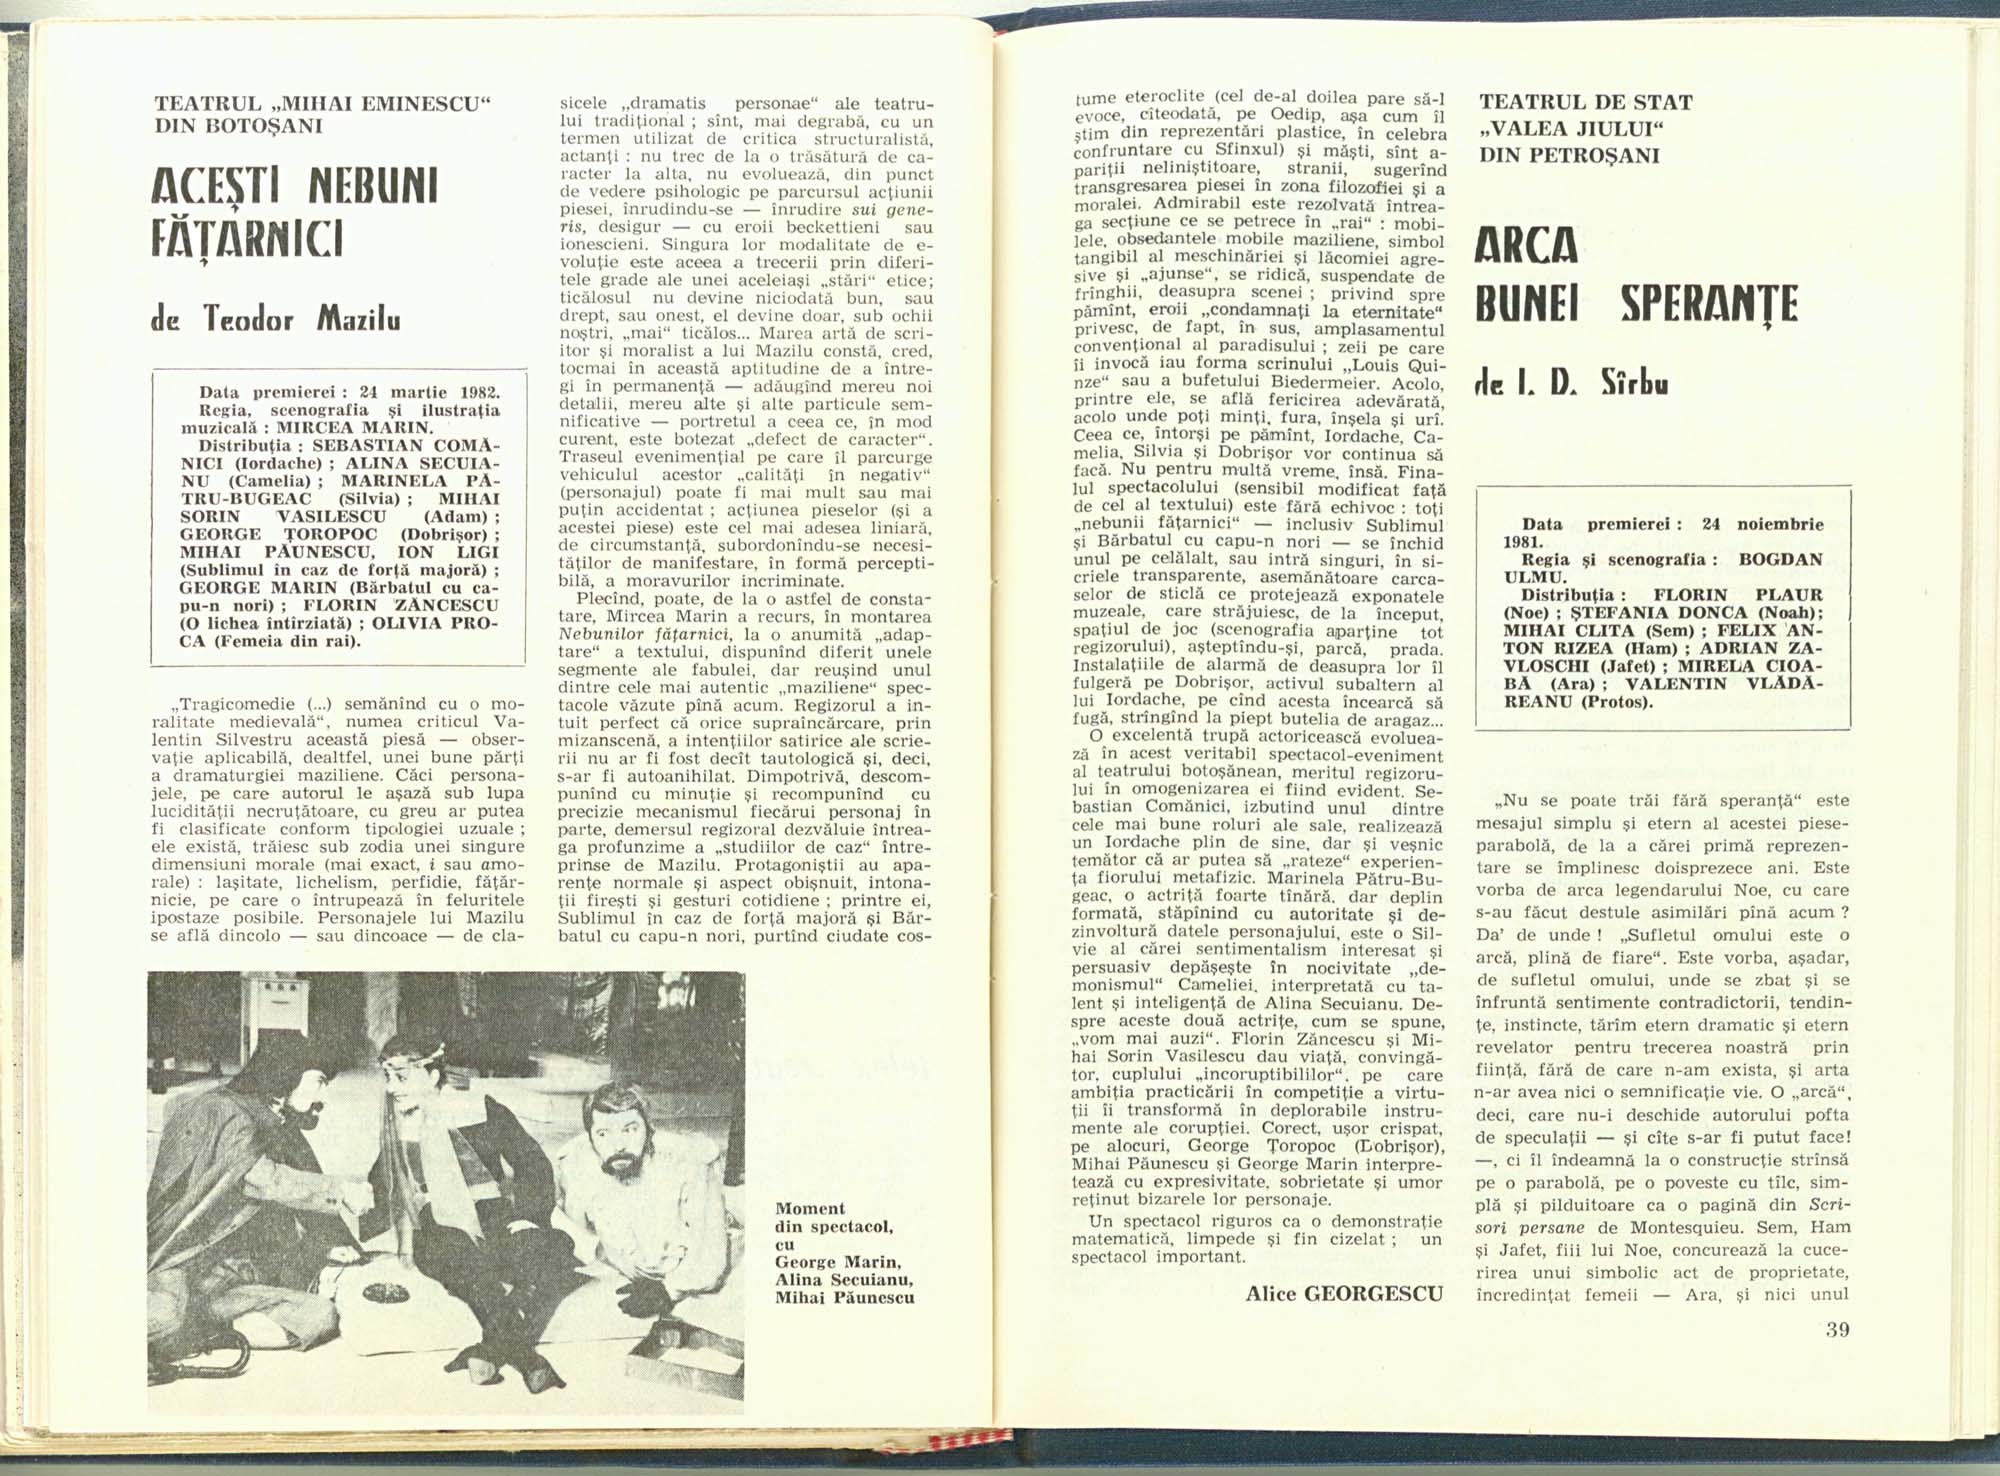 TEATRUL „MIHAI EMINESCU“
DIN BOTOȘANI
ACEȘTI NEBUNI
FĂȚARNICI
de Teodor Mazilu
Data premierei : 24 martie 1982.
Regia, scenografia și ilustrația
muzicală : MIRCEA MARIN.
Distribuția : SEBASTIAN COMĂ-
NICI (Iordache) ; ALINA SECUIA-
NU (Camelia) ; MARINELA PĂ-
TRU-BUGEAC (Silvia) ; MIHAI
SORIN VASILESCU (Adam) ;
GEORGE ȚOROPOC (Dobrișor) ;
MIHAI PĂUNESCU, ION LIGI
(Sublimul în caz de forță majoră) ;
GEORGE MARIN (Bărbatul cu ca-
pu-n nori) ; FLORIN ZĂNCESCU
(O lichea întîrziată) ; OLIVIA PRO-
CA (Femeia din rai).
„Tragicomedie (...) semănînd cu o mo-
ralitate medievală“, numea criticul Va-
lentin Silvestru această piesă — obser-
vație aplicabilă, dealtfel, unei bune părți
a dramaturgiei maziliene. Căci persona-
jele, pe care autorul le așază sub lupa
lucidității necruțătoare, cu greu ar putea
fi clasificate conform tipologiei uzuale ;
ele există, trăiesc sub zodia unei singure
dimensiuni morale (mai exact, i sau amo-
rale) : lașitate, lichelism, perfidie, fățăr-
nicie, pe care o întrupează în feluritele
ipostaze posibile. Personajele lui Mazilu
se află dincolo — sau dincoace — de cla-
sicele „dramatis personae“ ale teatru-
lui tradițional ; sînt, mai degrabă, cu un
termen utilizat de critica structuralistă,
actanți : nu trec de la o trăsătură de ca-
racter la alta, nu evoluează, din punct
de vedere psihologic pe parcursul acțiunii
piesei, înrudindu-se — înrudire sui gene-
ris, desigur — cu eroii beckettieni sau
ionescieni. Singura lor modalitate de e-
voluție este aceea a trecerii prin diferi-
tele grade ale unei aceleiași „stări“ etice;
ticălosul nu devine niciodată bun, sau
drept, sau onest, el devine doar, sub ochii
noștri, „mai“ ticălos... Marea artă de scri-
itor și moralist a lui Mazilu constă, cred,
tocmai în această aptitudine de a între-
gi în permanență — adăugînd mereu noi
detalii, mereu alte și alte particule sem-
nificative — portretul a ceea ce, în mod
curent, este botezat „defect de caracter“.
Traseul evenimențial pe care îl parcurge
vehiculul acestor „calități în negativ“
(personajul) poate fi mai mult sau mai
puțin accidentat ; acțiunea pieselor (și a
acestei piese) este cel mai adesea liniară,
de circumstanță, subordonîndu-se necesi-
tăților de manifestare, în formă percepti-
bilă, a moravurilor incriminate.
Plecînd, poate, de la o astfel de consta-
tare, Mircea Marin a recurs, în montarea
Nebunilor fățarnici, la o anumită „adap-
tare“ a textului, dispunînd diferit unele
segmente ale fabulei, dar reușind unul
dintre cele mai autentic „maziliene“ spec-
tacole văzute pînă acum. Regizorul a in-
tuit perfect că orice supraîncărcare, prin
mizanscenă, a intențiilor satirice ale scrie-
rii nu ar fi fost decît tautologică și, deci,
s-ar fi autoanihilat. Dimpotrivă, descom-
punînd cu minuție și recompunînd cu
precizie mecanismul fiecărui personaj în
parte, demersul regizoral dezvăluie întrea-
ga profunzime a „studiilor de caz“ între-
prinse de Mazilu. Protagoniștii au apa-
rențe normale și aspect obișnuit, intona-
ții firești și gesturi cotidiene ; printre ei,
Sublimul în caz de forță majoră și Băr-
batul cu capu-n nori, purtînd ciudate cos-
Moment
din spectacol,
cu
George Marin,
Alina Secuianu,
Mihai Păunescu
tume eteroclite (cel de-al doilea pare să-l
evoce, cîteodată, pe Oedip, așa cum îl
știm din reprezentări plastice, în celebra
confruntare cu Sfinxul) și măști, sînt a-
pariții neliniștitoare, stranii, sugerînd
transgresarea piesei în zona filozofiei și a
moralei. Admirabil este rezolvată întrea-
ga secțiune ce se petrece în „rai“ : mobi-
lele, obsedantele mobile maziliene, simbol
tangibil al meschinăriei și lăcomiei agre-
sive și „ajunse“, se ridică, suspendate de
frînghii, deasupra scenei ; privind spre
pămînt, eroii „condamnați la eternitate“
privesc, de fapt, în sus, amplasamentul
convențional al paradisului ; zeii pe care
îi invocă iau forma scrinului „Louis Qui-
nze“ sau a bufetului Biedermeier. Acolo,
printre ele, se află fericirea adevărată,
acolo unde poți minți, fura, înșela și urî.
Ceea ce, întorși pe pămînt, Iordache, Ca-
melia, Silvia și Dobrișor vor continua să
facă. Nu pentru multă vreme, însă. Fina-
lul spectacolului (sensibil modificat față
de cel al textului) este fără echivoc : toți
„nebunii fățarnici“ — inclusiv Sublimul
și Bărbatul cu capu-n nori — se închid
unul pe celălalt, sau intră singuri, în si-
criele transparente, asemănătoare carca-
selor de sticlă ce protejează exponatele
muzeale, care străjuiesc, de la început,
spațiul de joc (scenografia aparține tot
regizorului), așteptîndu-și, parcă, prada.
Instalațiile de alarmă de deasupra lor îl
fulgeră pe Dobrișor, activul subaltern al
lui Iordache, pe cînd acesta încearcă să
fugă, strîngînd la piept butelia de aragaz...
O excelentă trupă actoricească evoluea-
ză în acest veritabil spectacol-eveniment
al teatrului botoșănean, meritul regizoru-
lui în omogenizarea ei fiind evident. Se-
bastian Comănici, izbutind unul dintre
cele mai bune roluri ale sale, realizează
un Iordache plin de sine, dar și veșnic
temător că ar putea să „rateze“ experien-
ța fiorului metafizic. Marinela Pătru-Bu-
geac, o actriță foarte tînără, dar deplin
formată, stăpînind cu autoritate și de-
zinvoltură datele personajului, este o Sil-
vie al cărei sentimentalism interesat și
persuasiv depășește în nocivitate „de-
monismul“ Cameliei, interpretată cu ta-
lent și inteligență de Alina Secuianu. De-
spre aceste două actrițe, cum se spune,
„vom mai auzi“. Florin Zăncescu și Mi-
hai Sorin Vasilescu dau viață, convingă-
tor, cuplului „incoruptibililor“, pe care
ambiția practicării în competiție a virtu-
ții îi transformă în deplorabile instru-
mente ale corupției. Corect, ușor crispat,
pe alocuri, George Țoropoc (Dobrișor),
Mihai Păunescu și George Marin interpre-
tează cu expresivitate, sobrietate și umor
reținut bizarele lor personaje.
Un spectacol riguros ca o demonstrație
matematică, limpede și fin cizelat ; un
spectacol important.
Alice GEORGESCU
TEATRUL DE STAT
„VALEA JIULUI“
DIN PETROȘANI
ARCA
BUNEI SPERANȚE
de I. D. Sîrbu
Data premierei : 24 noiembrie
1981.
Regia și scenografia : BOGDAN
ULMU.
Distribuția : FLORIN PLAUR
(Noe) ; ȘTEFANIA DONCA (Noah);
MIHAI CLITA (Sem) ; FELIX AN-
TON RIZEA (Ham) ; ADRIAN ZA-
VLOSCHI (Jafet) ; MIRELA CIOA-
BĂ (Ara) ; VALENTIN VLĂDĂ-
REANU (Protos).
„Nu se poate trăi fără speranță“ este
mesajul simplu și etern al acestei piese-
parabolă, de la a cărei primă reprezen-
tare se împlinesc doisprezece ani. Este
vorba de arca legendarului Noe, cu care
s-au făcut destule asimilări pînă acum ?
Da’ de unde ! „Sufletul omului este o
arcă, plină de fiare“. Este vorba, așadar,
de sufletul omului, unde se zbat și se
înfruntă sentimente contradictorii, tendin-
țe, instincte, tărîm etern dramatic și etern
revelator pentru trecerea noastră prin
ființă, fără de care n-am exista, și arta
n-ar avea nici o semnificație vie. O „arcă“,
deci, care nu-i deschide autorului pofta
de speculații — și cîte s-ar fi putut face!
—, ci îl îndeamnă la o construcție strînsă
pe o parabolă, pe o poveste cu tîlc, sim-
plă și pilduitoare ca o pagină din Scri-
sori persane de Montesquieu. Sem, Ham
și Jafet, fiii lui Noe, concurează la cuce-
rirea unui simbolic act de proprietate,
încredințat femeii — Ara, și nici unul
39